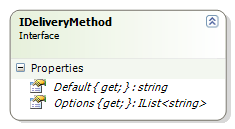 IDeliveryMethod
Interface
Properties
Default { get; } : string
Options { get; } : IList<string>